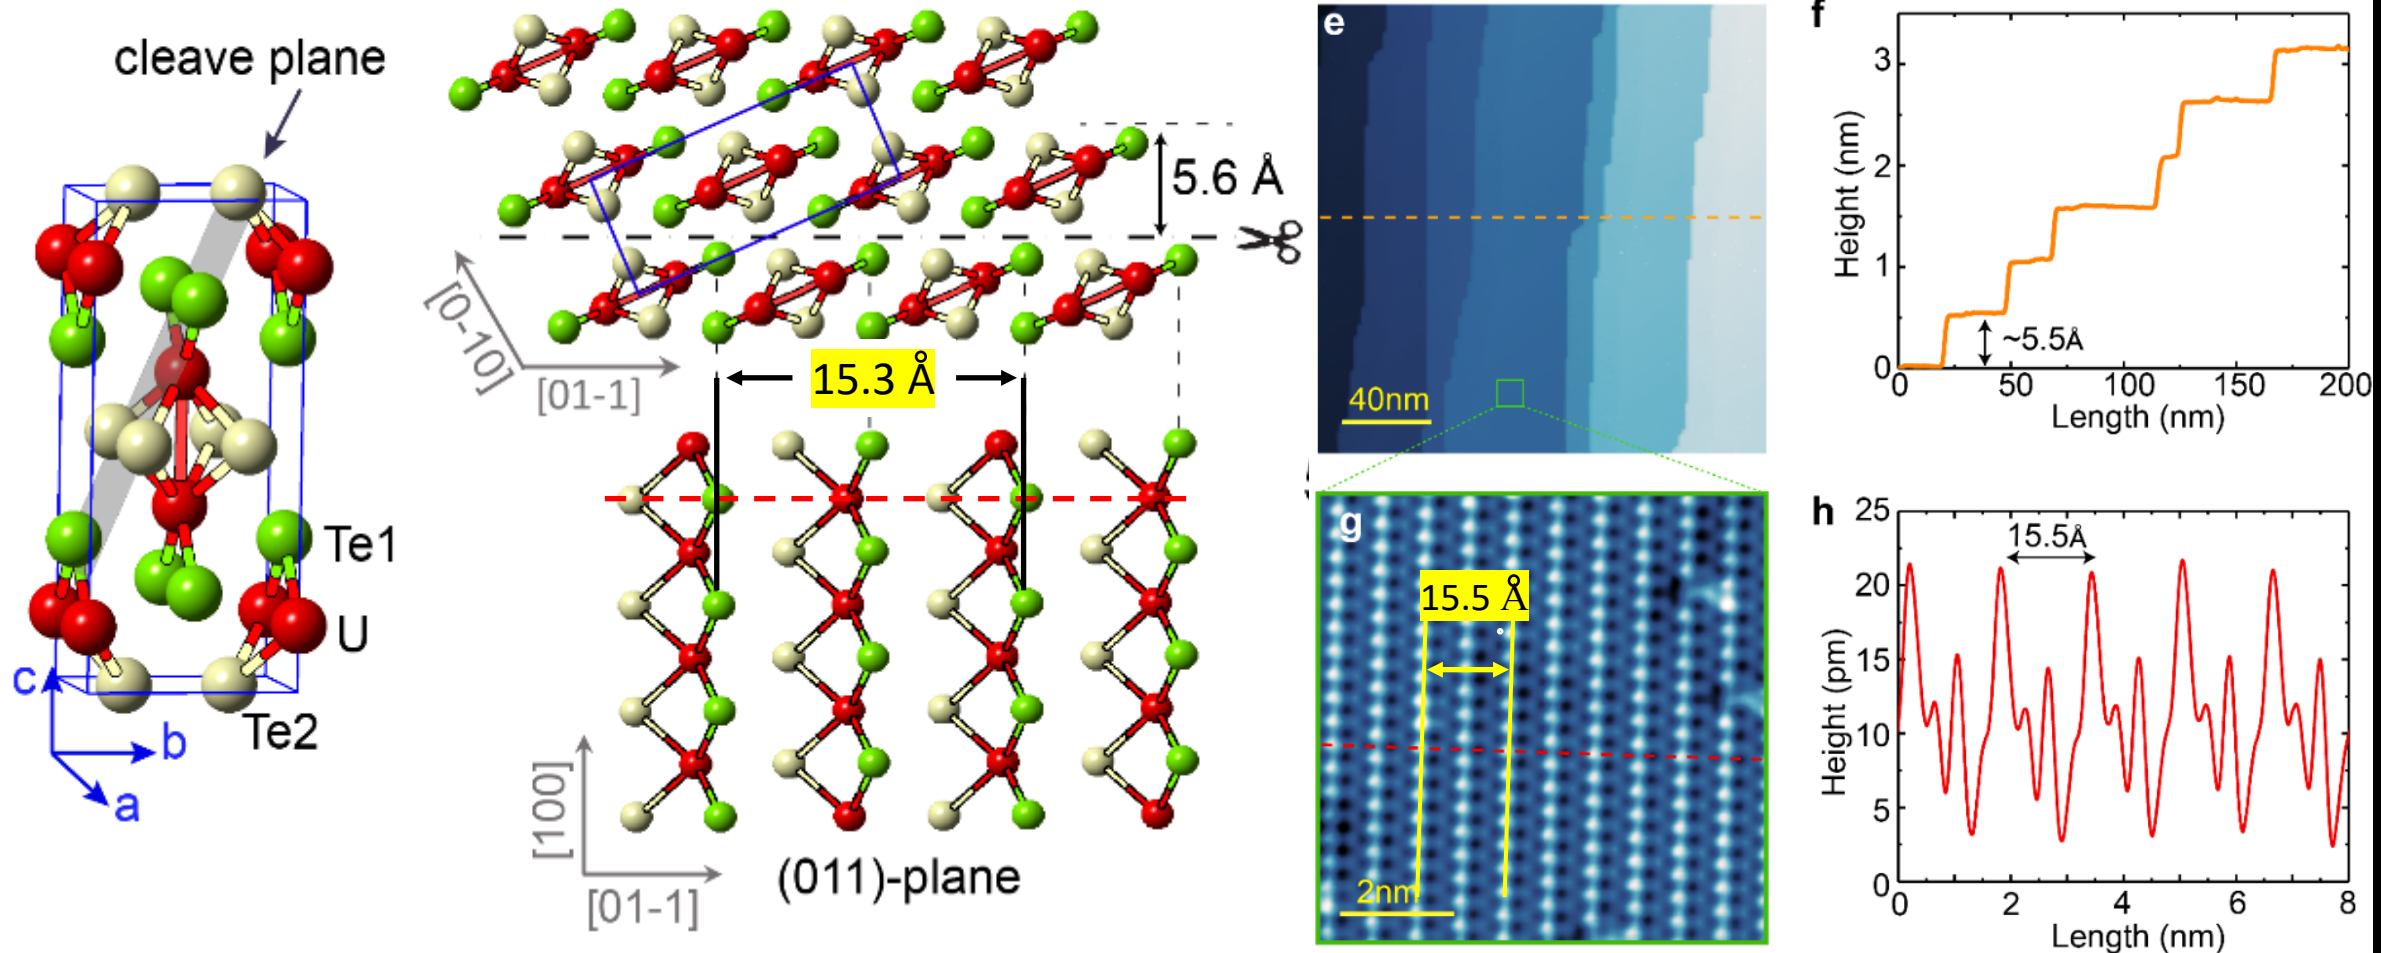 cleave plane
Te1
U
Te2
c
b
a
5.6 Å
[0-10]
[01-1]
15.3 Å
[100]
[01-1]
(011)-plane
e
40nm
f
Height (nm)
3
2
1
0
~5.5Å
0 50 100 150 200
Length (nm)
g
15.5 Å
2nm
h
Height (pm)
25
20
15
10
5
0
15.5Å
0 2 4 6 8
Length (nm)